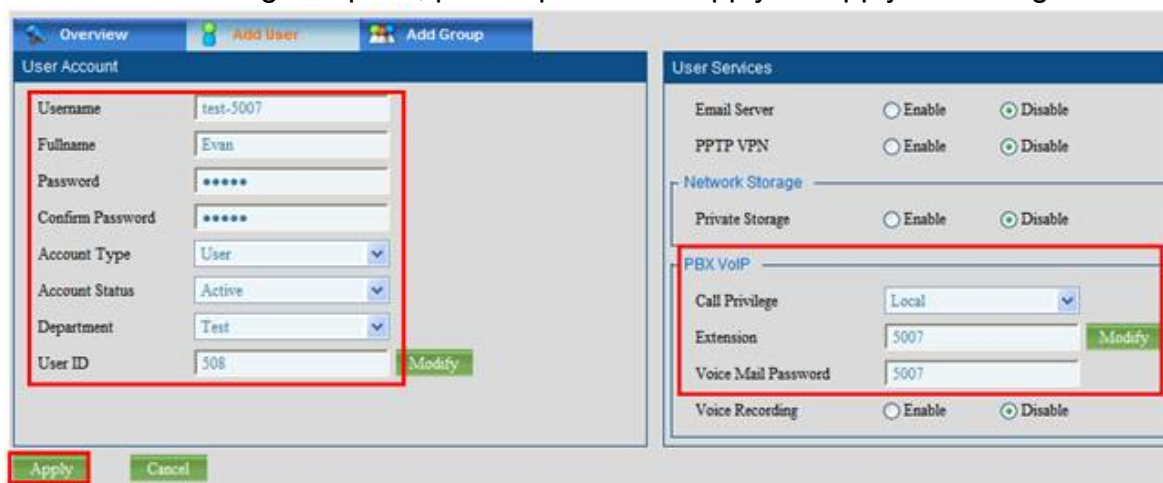 Overview Add User Add Group
User Account
Username test-5007
Fullname Evan
Password •••••
Confirm Password •••••
Account Type User
Account Status Active
Department Test
User ID 508 Modify
User Services
Email Server Enable Disable
PPTP VPN Enable Disable
Network Storage
Private Storage Enable Disable
PBX VoIP
Call Privilege Local
Extension 5007 Modify
Voice Mail Password 5007
Voice Recording Enable Disable
Apply Cancel